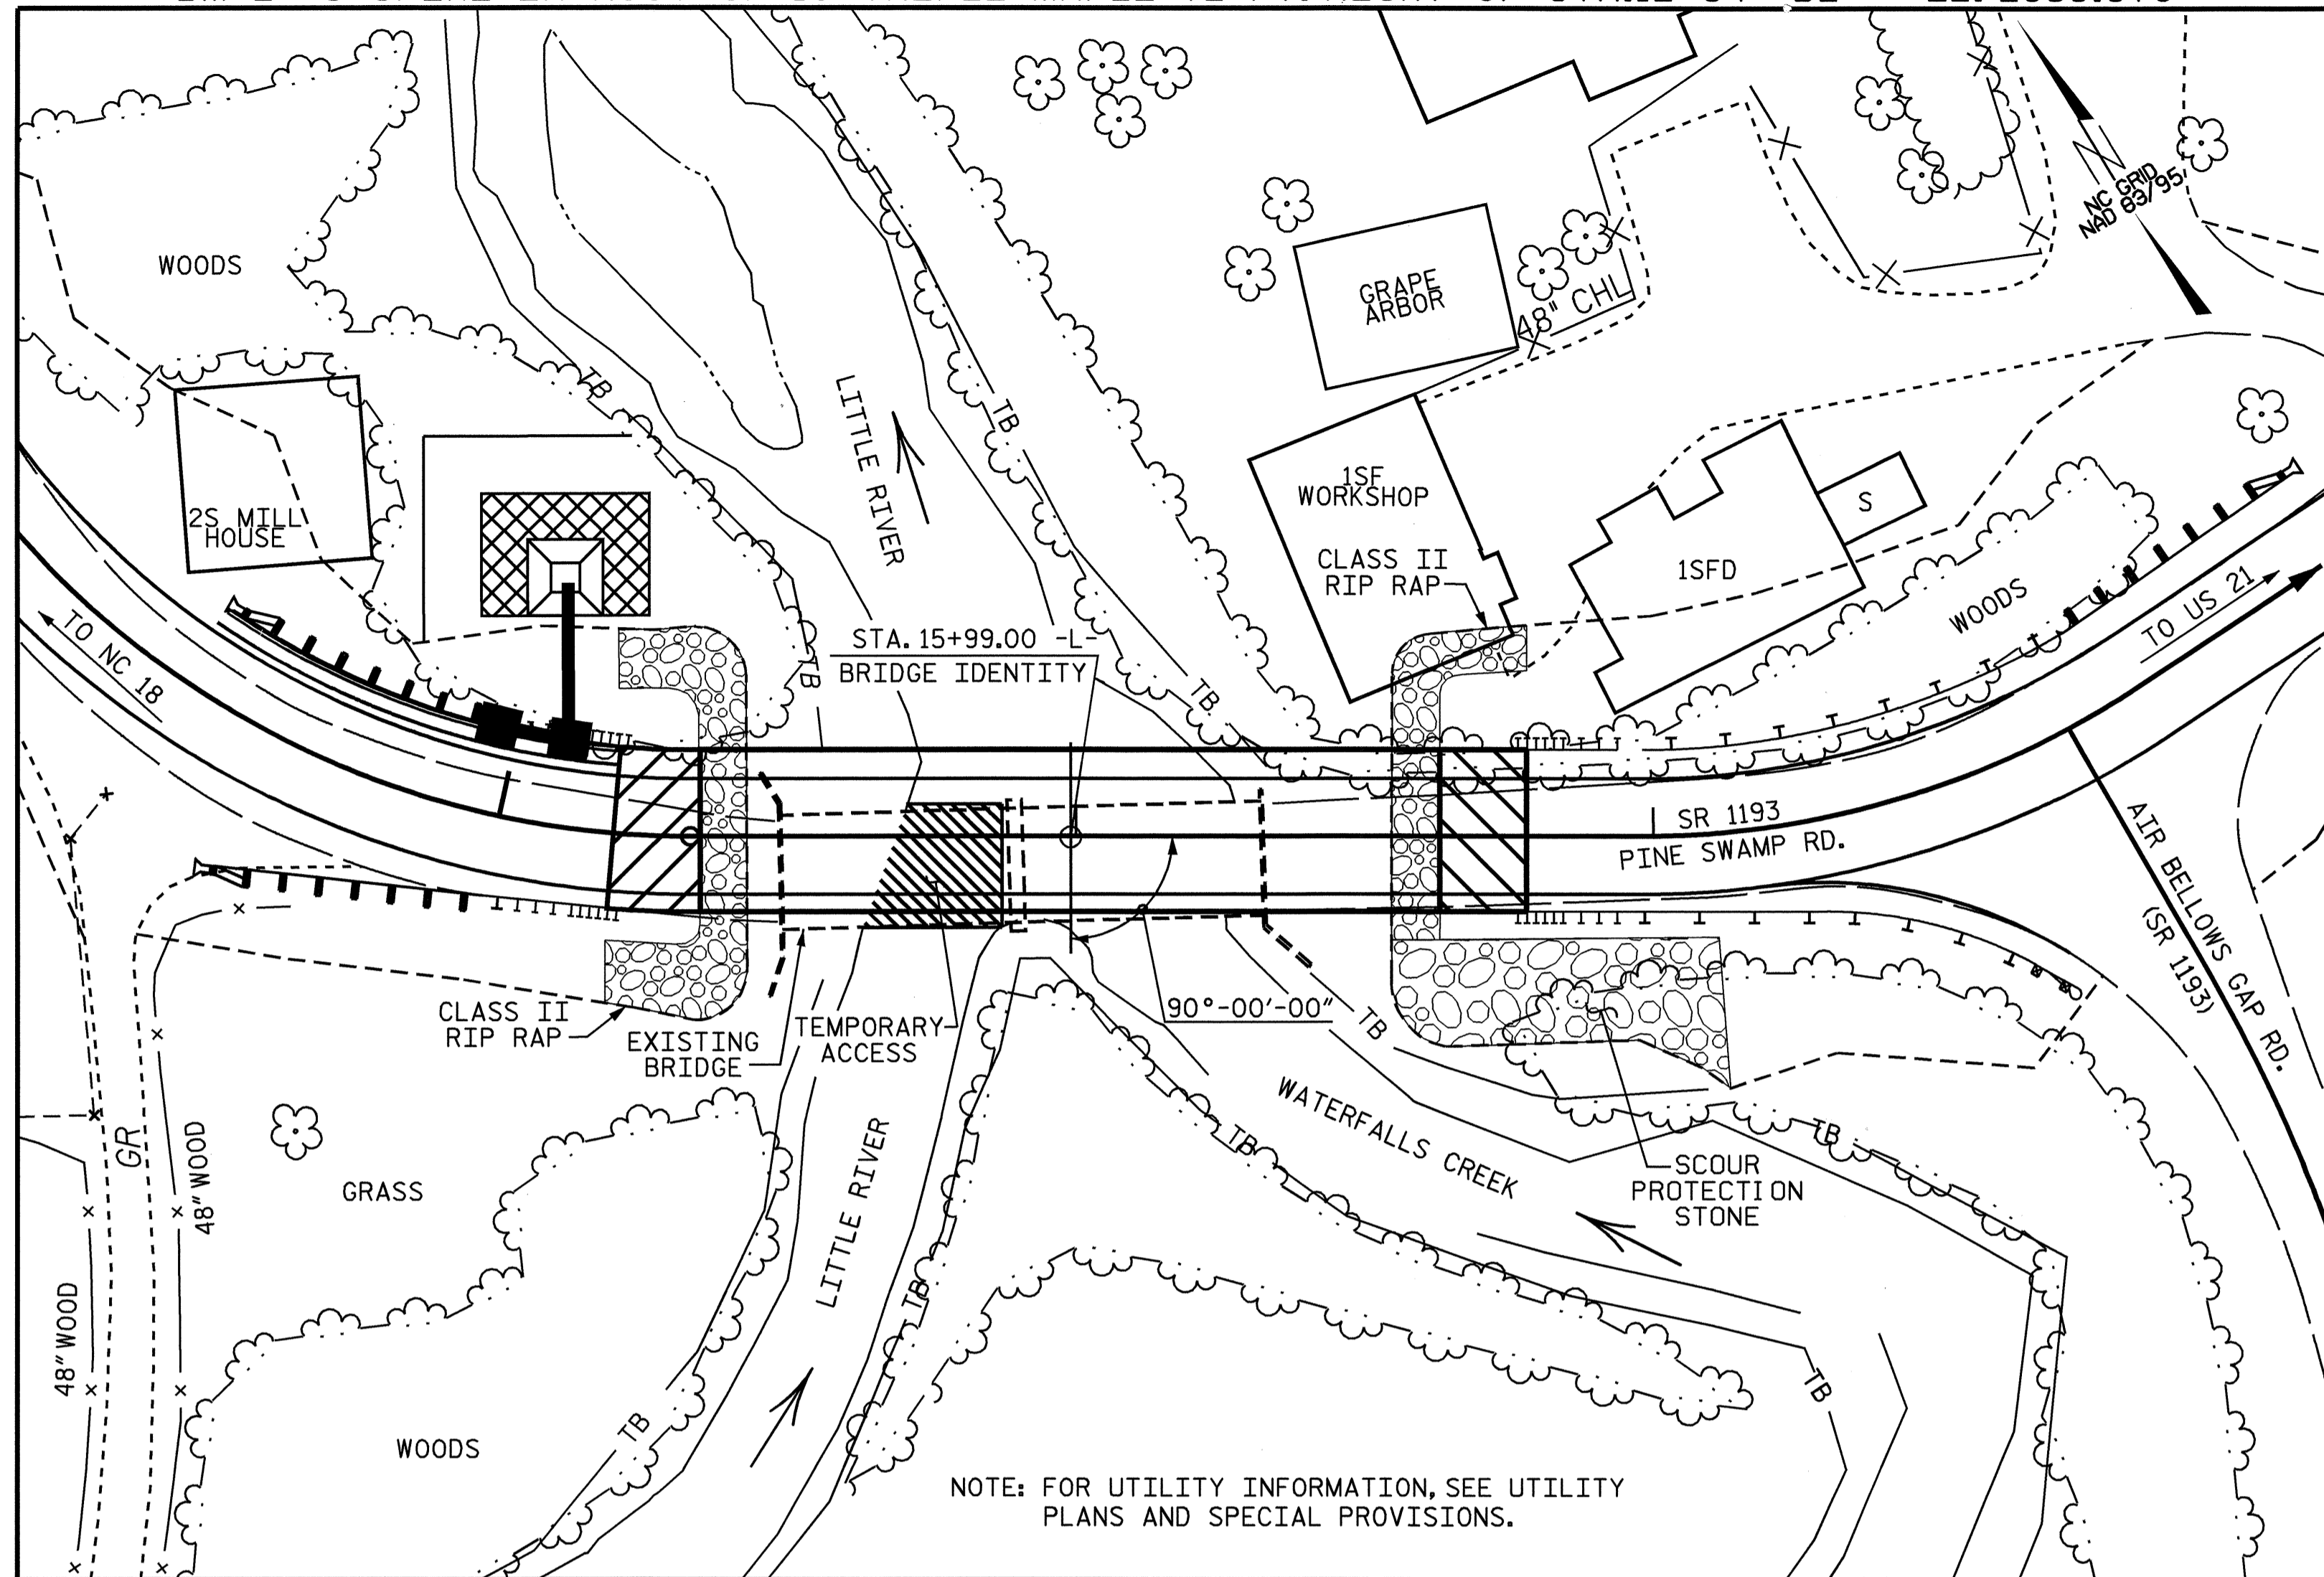 NC GRID
NAD 83/95
WOODS
GRAPE
ARBOR
48" CHL
TB
LITTLE RIVER
TB
2S MILL
HOUSE
1SF
WORKSHOP
CLASS II
RIP RAP
1SFD
S
WOODS
TO US 21
TO NC 18
STA. 15+99.00 -L-
BRIDGE IDENTITY
TB
TB
SR 1193
PINE SWAMP RD.
AIR BELLOWS GAP RD.
(SR 1193)
CLASS II
RIP RAP
EXISTING
BRIDGE
TEMPORARY
ACCESS
90°-00'-00"
TB
WATERFALLS CREEK
TB
TB
SCOUR
PROTECTION
STONE
GR
48" WOOD
GRASS
LITTLE RIVER
TB
48" WOOD
TB
TB
WOODS
NOTE: FOR UTILITY INFORMATION, SEE UTILITY
PLANS AND SPECIAL PROVISIONS.